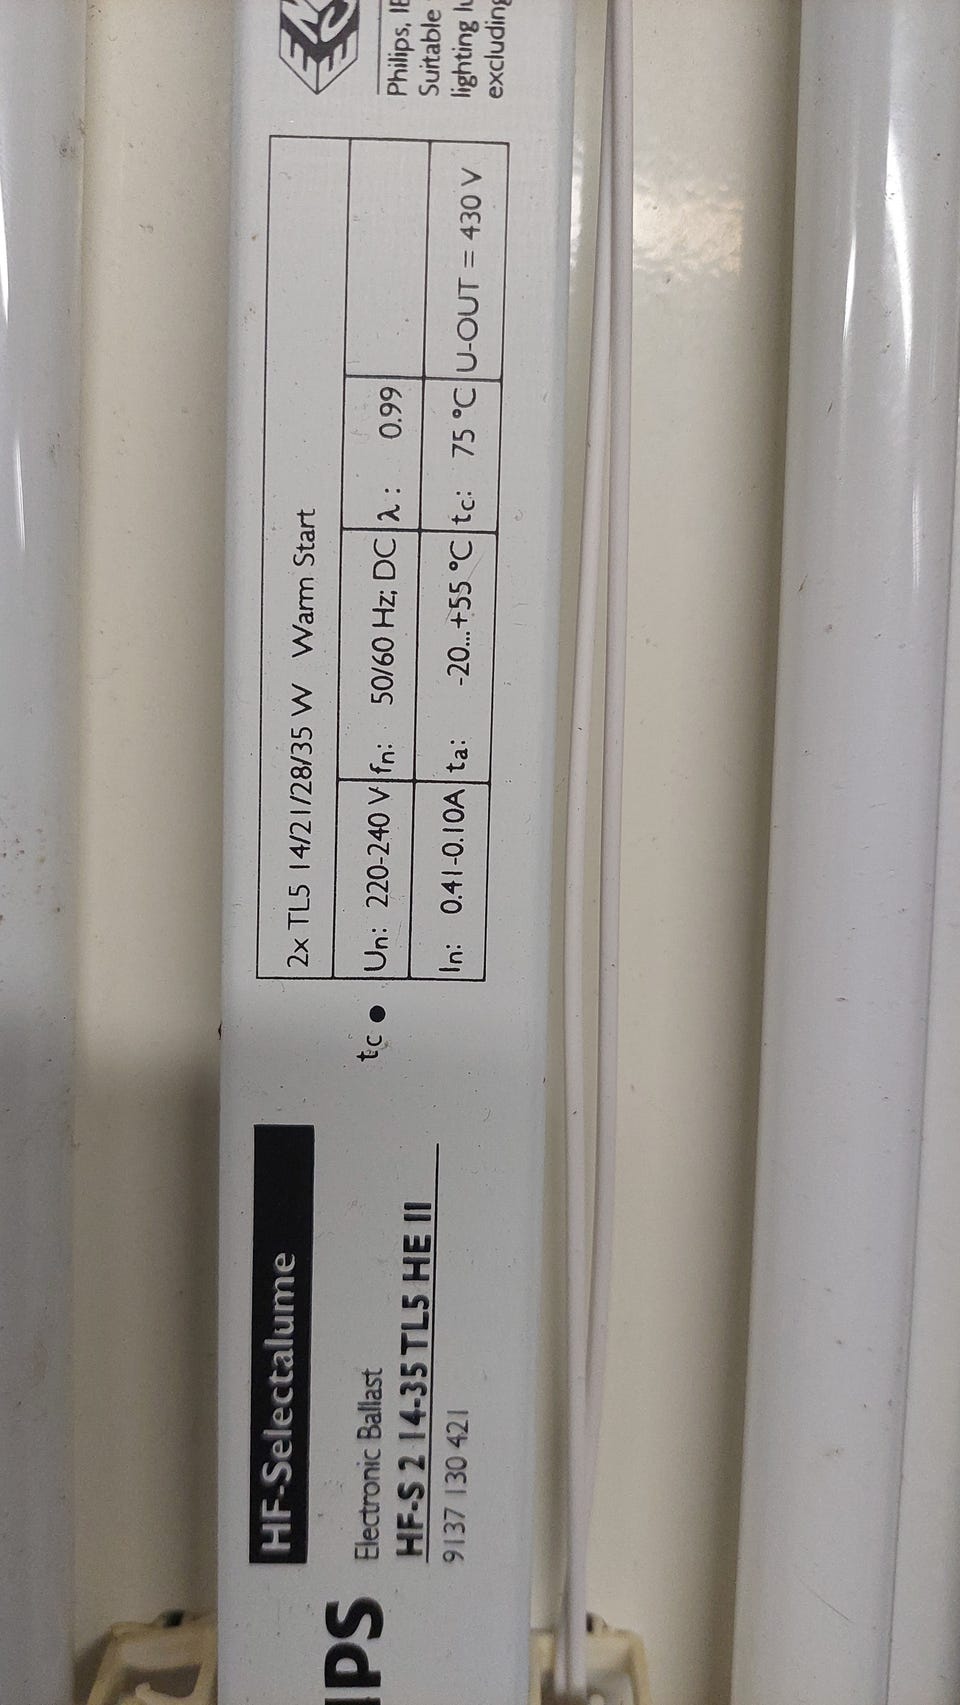 IPS
HF-Selectalume
Electronic Ballast
HF-S 2 14-35 TL5 HE II
9137 130 421
tc
2x TL5 14/21/28/35 W Warm Start
Un: 220-240 V fn: 50/60 Hz; DC λ: 0.99
In: 0.41-0.10A ta: -20...+55 °C tc: 75 °C U-OUT = 430 V
Philips,
Suitable
lighting
excluding